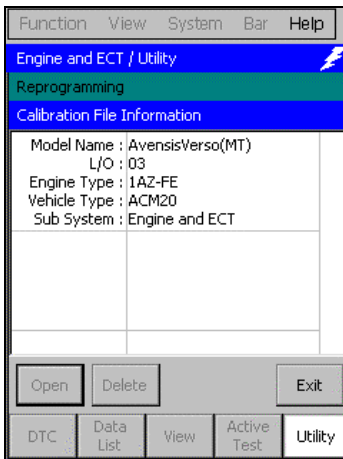 Function View System Bar Help
Engine and ECT / Utility
Reprogramming
Calibration File Information
Model Name : AvensisVerso(MT)
L/O : 03
Engine Type : 1AZ-FE
Vehicle Type : ACM20
Sub System : Engine and ECT
Open Delete Exit
DTC Data List View Active Test Utility